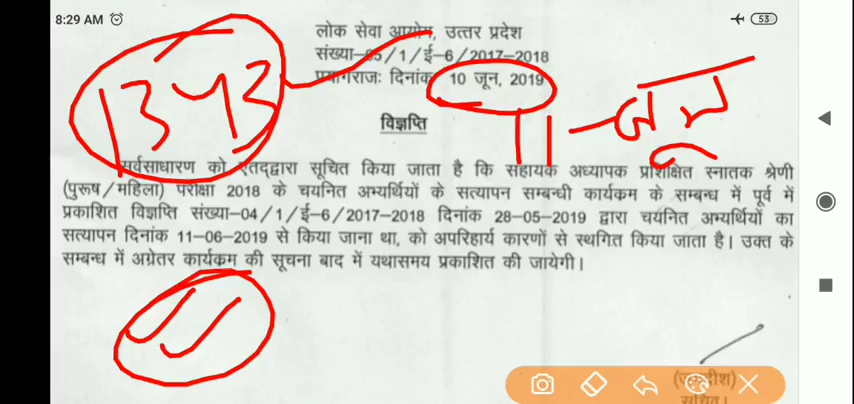 8:29 AM
53
लोक सेवा आयोग, उत्तर प्रदेश
संख्या-05/1/ई-6/2017-2018
प्रयागराजः दिनांक 10 जून, 2019
1343
11 - जून
विज्ञप्ति
सर्वसाधारण को एतद्द्वारा सूचित किया जाता है कि सहायक अध्यापक प्रशिक्षित स्नातक श्रेणी
(पुरूष/महिला) परीक्षा 2018 के चयनित अभ्यर्थियों के सत्यापन सम्बन्धी कार्यक्रम के सम्बन्ध में पूर्व में
प्रकाशित विज्ञप्ति संख्या-04/1/ई-6/2017-2018 दिनांक 28-05-2019 द्वारा चयनित अभ्यर्थियों का
सत्यापन दिनांक 11-06-2019 से किया जाना था, को अपरिहार्य कारणों से स्थगित किया जाता है। उक्त के
सम्बन्ध में अग्रेतर कार्यक्रम की सूचना बाद में यथासमय प्रकाशित की जायेगी।
(जगदीश)
सचिव।